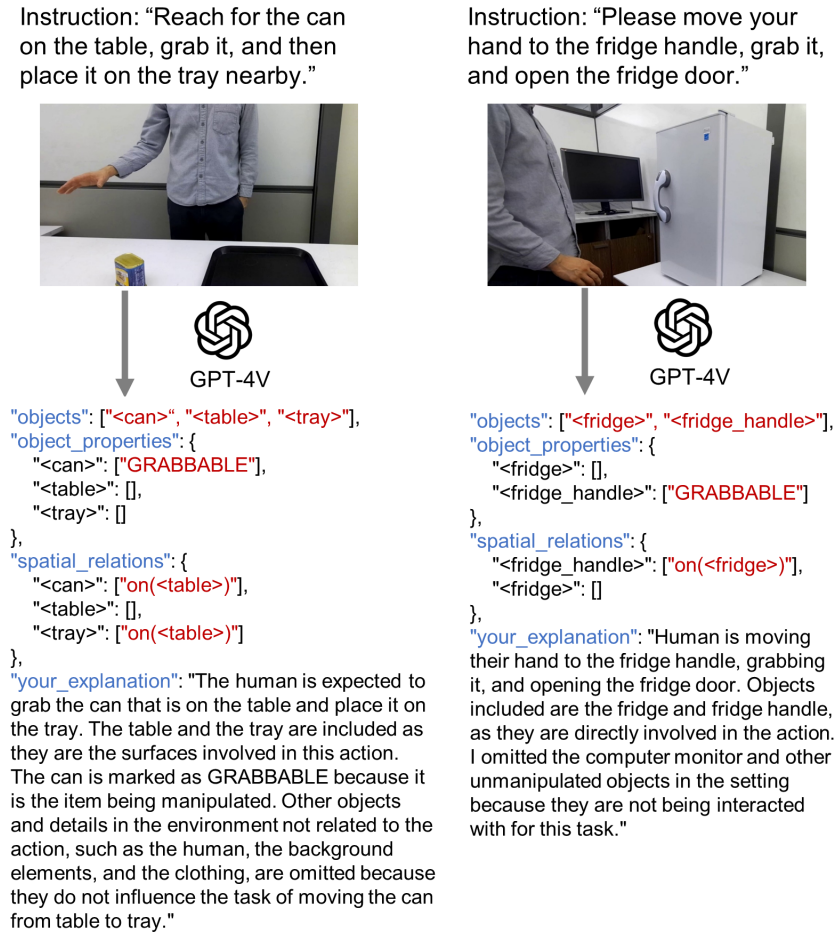 Instruction: “Reach for the can
on the table, grab it, and then
place it on the tray nearby.”
GPT-4V
"objects": ["<can>“, "<table>", "<tray>"],
"object_properties": {
"<can>": ["GRABBABLE"],
"<table>": [],
"<tray>": []
},
"spatial_relations": {
"<can>": ["on(<table>)"],
"<table>": [],
"<tray>": ["on(<table>)"]
},
"your_explanation": "The human is expected to
grab the can that is on the table and place it on
the tray. The table and the tray are included as
they are the surfaces involved in this action.
The can is marked as GRABBABLE because it
is the item being manipulated. Other objects
and details in the environment not related to the
action, such as the human, the background
elements, and the clothing, are omitted because
they do not influence the task of moving the can
from table to tray."
Instruction: “Please move your
hand to the fridge handle, grab it,
and open the fridge door.”
GPT-4V
"objects": ["<fridge>", "<fridge_handle>"],
"object_properties": {
"<fridge>": [],
"<fridge_handle>": ["GRABBABLE"]
},
"spatial_relations": {
"<fridge_handle>": ["on(<fridge>)"],
"<fridge>": []
},
"your_explanation": "Human is moving
their hand to the fridge handle, grabbing
it, and opening the fridge door. Objects
included are the fridge and fridge handle,
as they are directly involved in the action.
I omitted the computer monitor and other
unmanipulated objects in the setting
because they are not being interacted
with for this task."